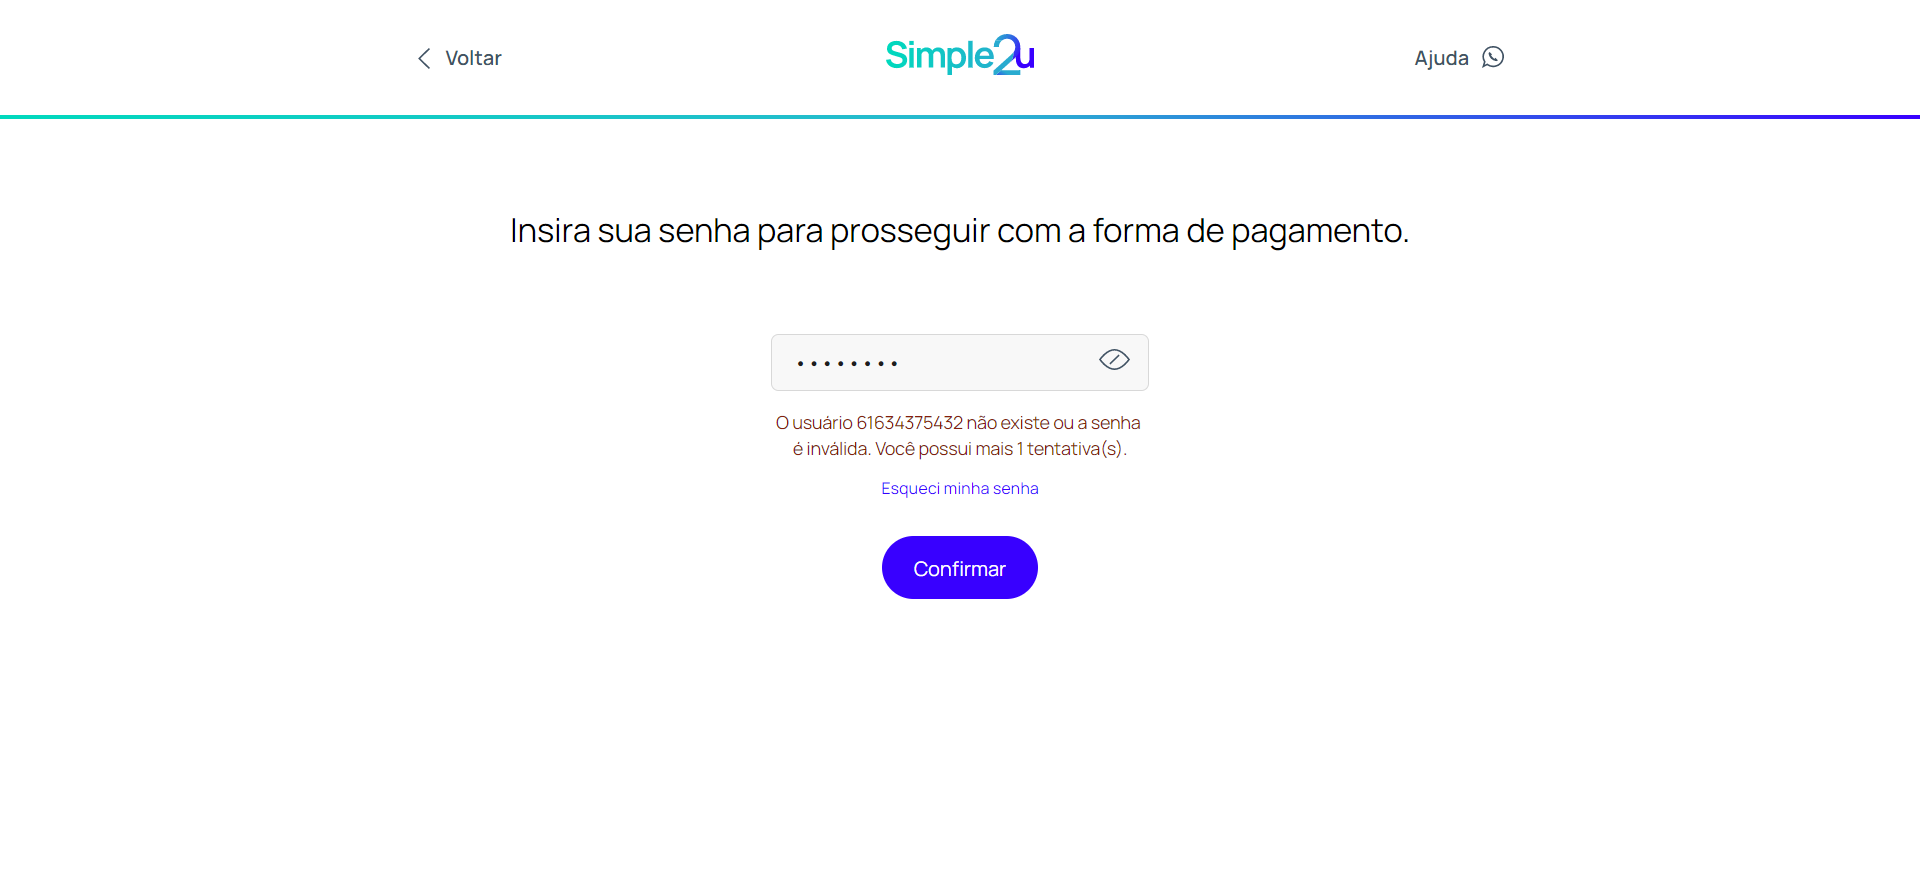 Voltar
Simple2u
Ajuda
Insira sua senha para prosseguir com a forma de pagamento.
••••••••
O usuário 61634375432 não existe ou a senha
é inválida. Você possui mais 1 tentativa(s).
Esqueci minha senha
Confirmar